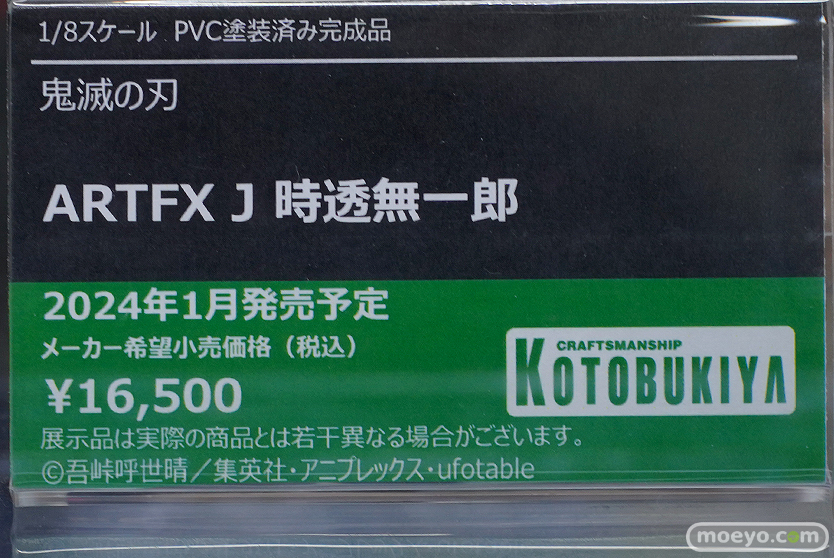 1/8スケール PVC塗装済み完成品
鬼滅の刃
ARTFX J 時透無一郎
2024年1月発売予定
メーカー希望小売価格（税込）
¥16,500
CRAFTSMANSHIP
KOTOBUKIYA
展示品は実際の商品とは若干異なる場合がございます。
©吾峠呼世晴／集英社・アニプレックス・ufotable
moeyo.com